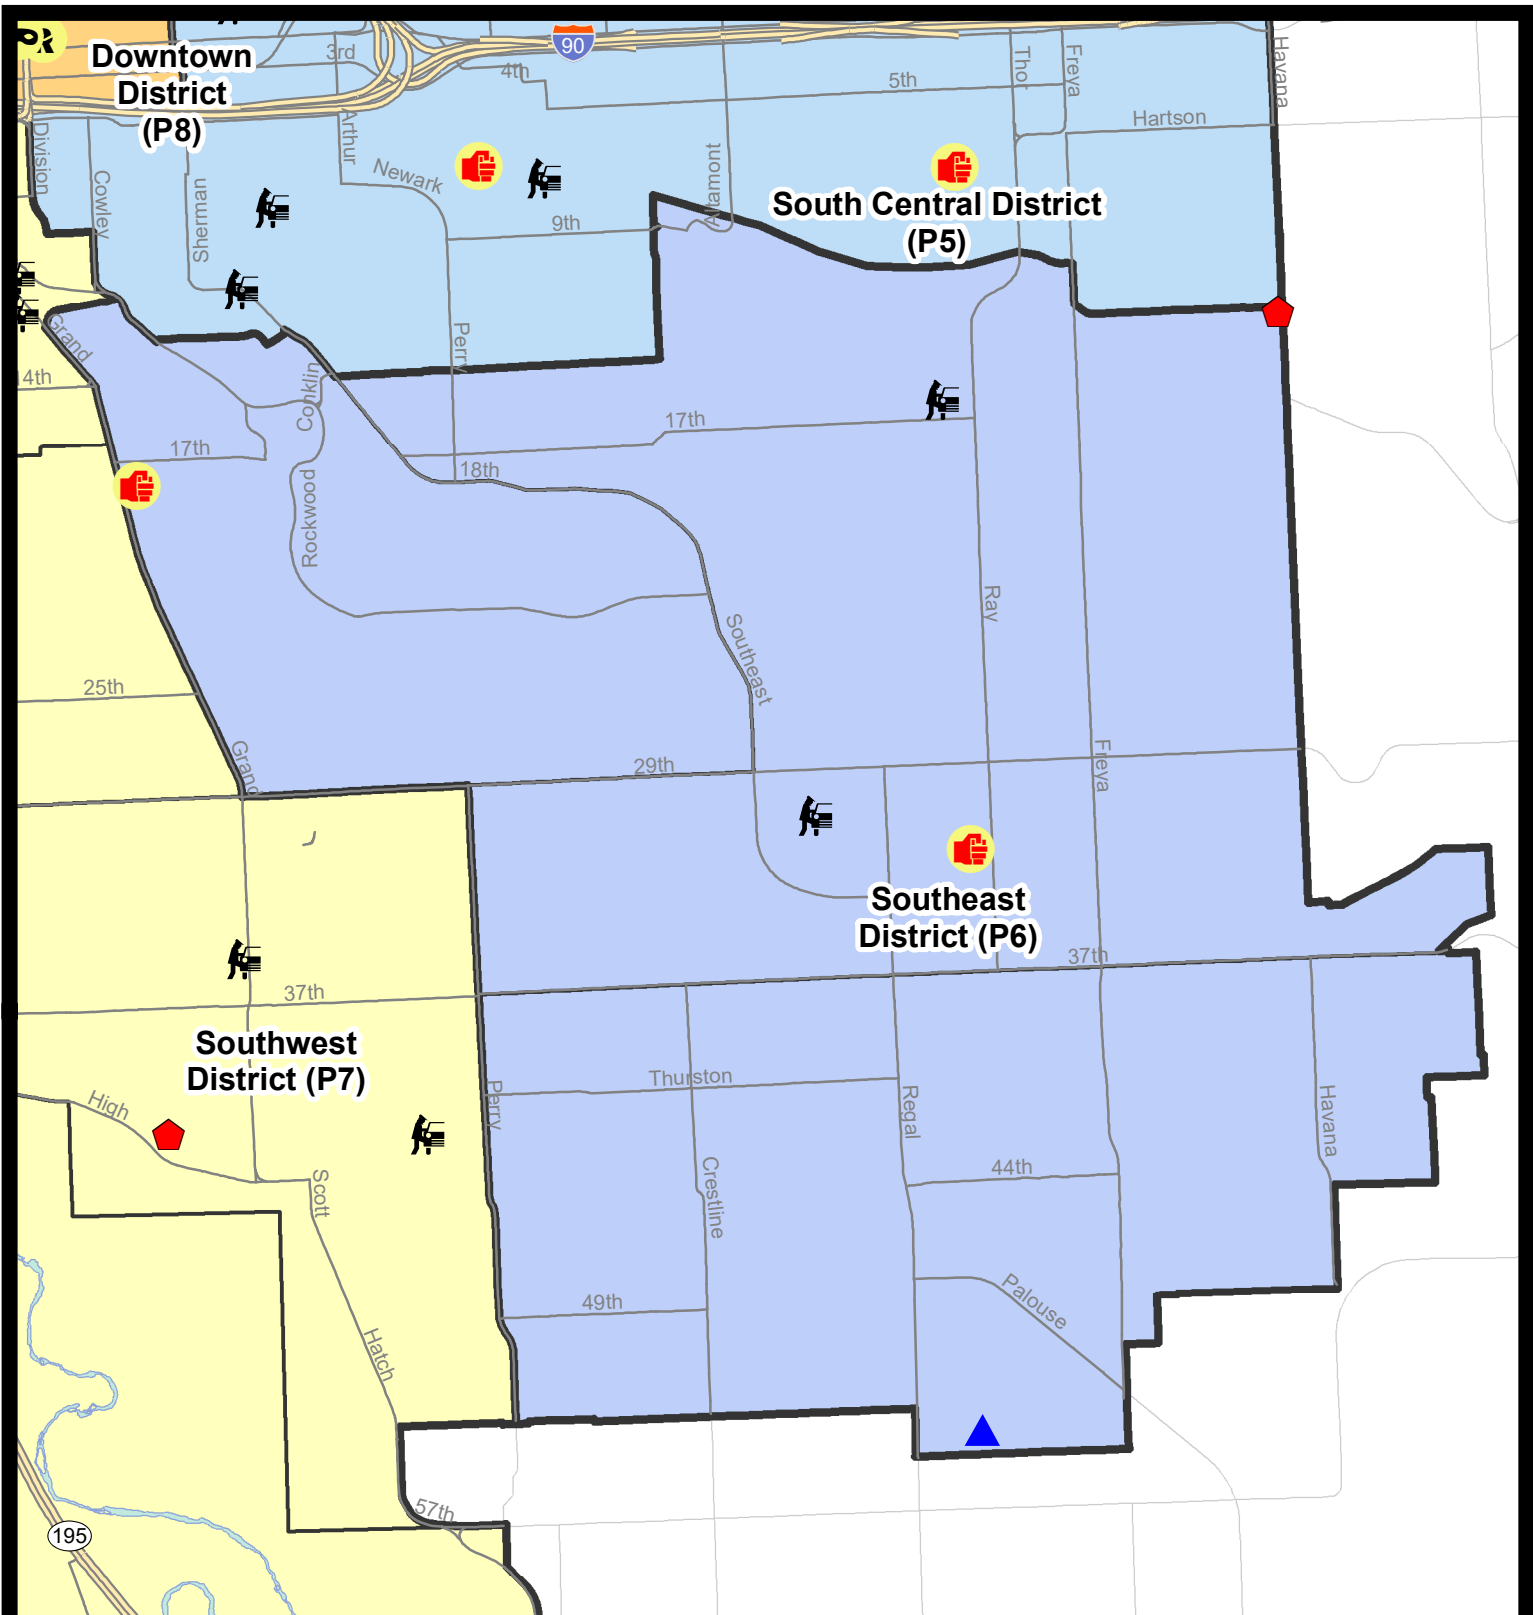 Downtown
District
(P8)
3rd
4th
90
5th
Thor
Freya
Havana
Hartson
Division
Cowley
Sherman
Arthur
Newark
Altamont
9th
South Central District
(P5)
Grand
14th
Perry
Conklin
17th
17th
18th
Rockwood
Ray
Southeast
25th
Grand
29th
Freya
Southeast
District (P6)
37th
37th
Southwest
District (P7)
High
Thurston
Perry
Regal
Havana
Scott
Crestline
44th
49th
Palouse
Hatch
57th
195